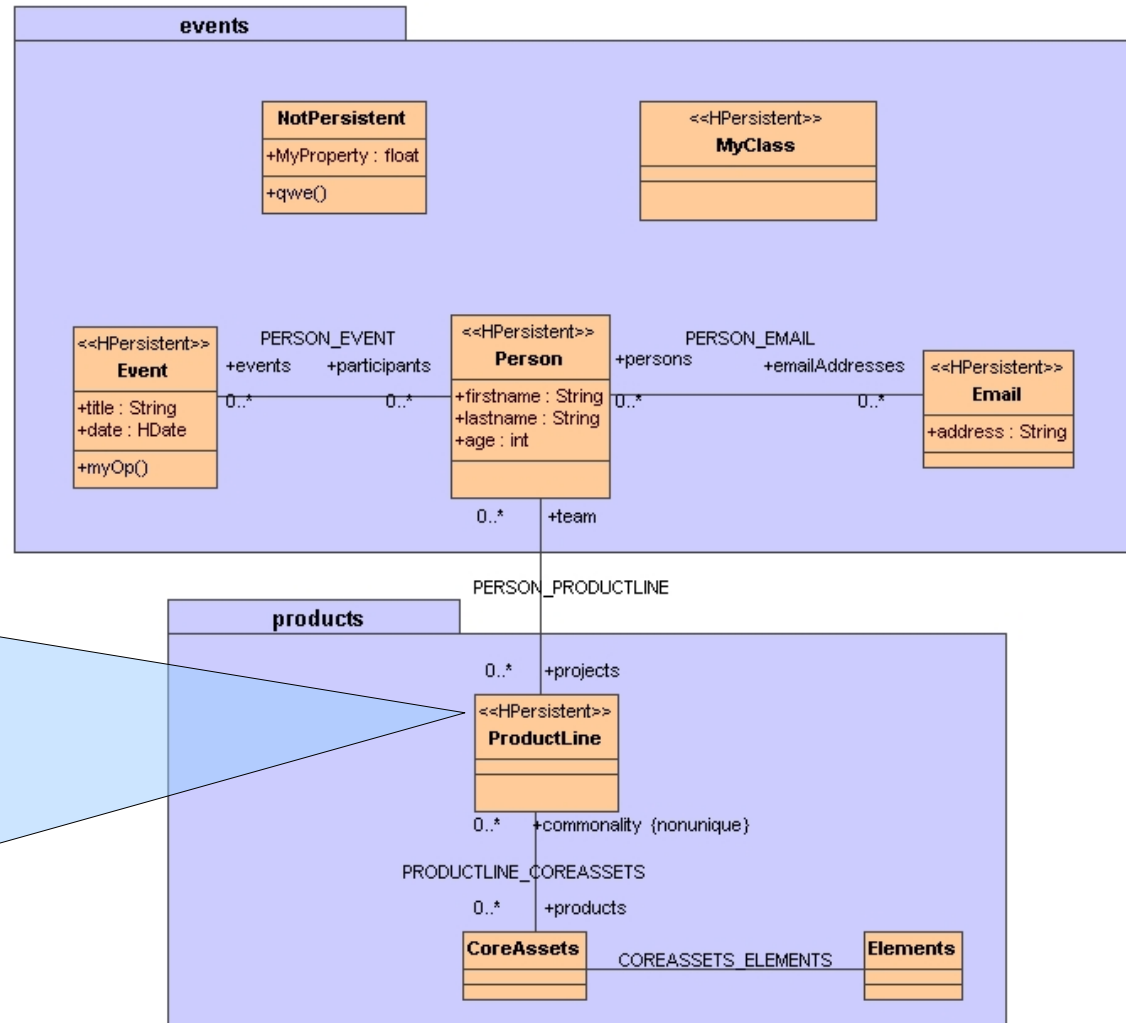 events
NotPersistent
+MyProperty : float
+qwe()
<<HPersistent>>
MyClass
<<HPersistent>>
Event
+title : String
+date : HDate
+myOp()
PERSON_EVENT
+events
+participants
0..*
0..*
<<HPersistent>>
Person
+firstname : String
+lastname : String
+age : int
PERSON_EMAIL
+persons
+emailAddresses
0..*
0..*
<<HPersistent>>
Email
+address : String
0..*
+team
PERSON_PRODUCTLINE
products
0..*
+projects
<<HPersistent>>
ProductLine
0..*
+commonality {nonunique}
PRODUCTLINE_COREASSETS
0..*
+products
CoreAssets
COREASSETS_ELEMENTS
Elements